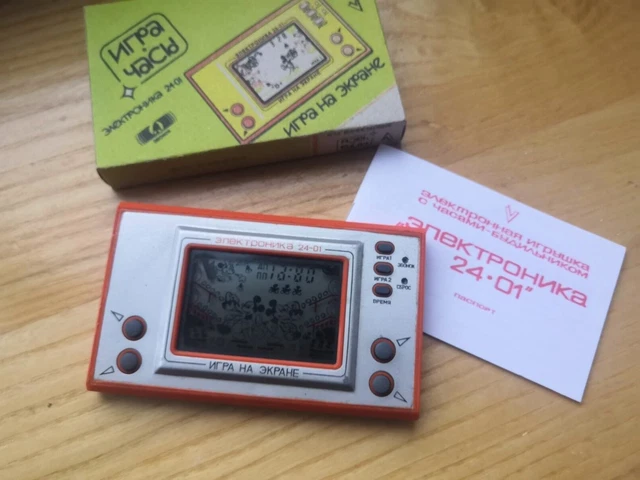 ИГРА
ЧАСЫ
ЭЛЕКТРОНИКА 24-01
ИГРА НА ЭКРАНЕ
ЭЛЕКТРОННАЯ ИГРУШКА
С ЧАСАМИ-БУДИЛЬНИКОМ
"ЭЛЕКТРОНИКА
24·01"
ПАСПОРТ
ЭЛЕКТРОНИКА 24-01
ИГРА 1
ЗВОНОК
ИГРА 2
СБРОС
ВРЕМЯ
ИГРА НА ЭКРАНЕ